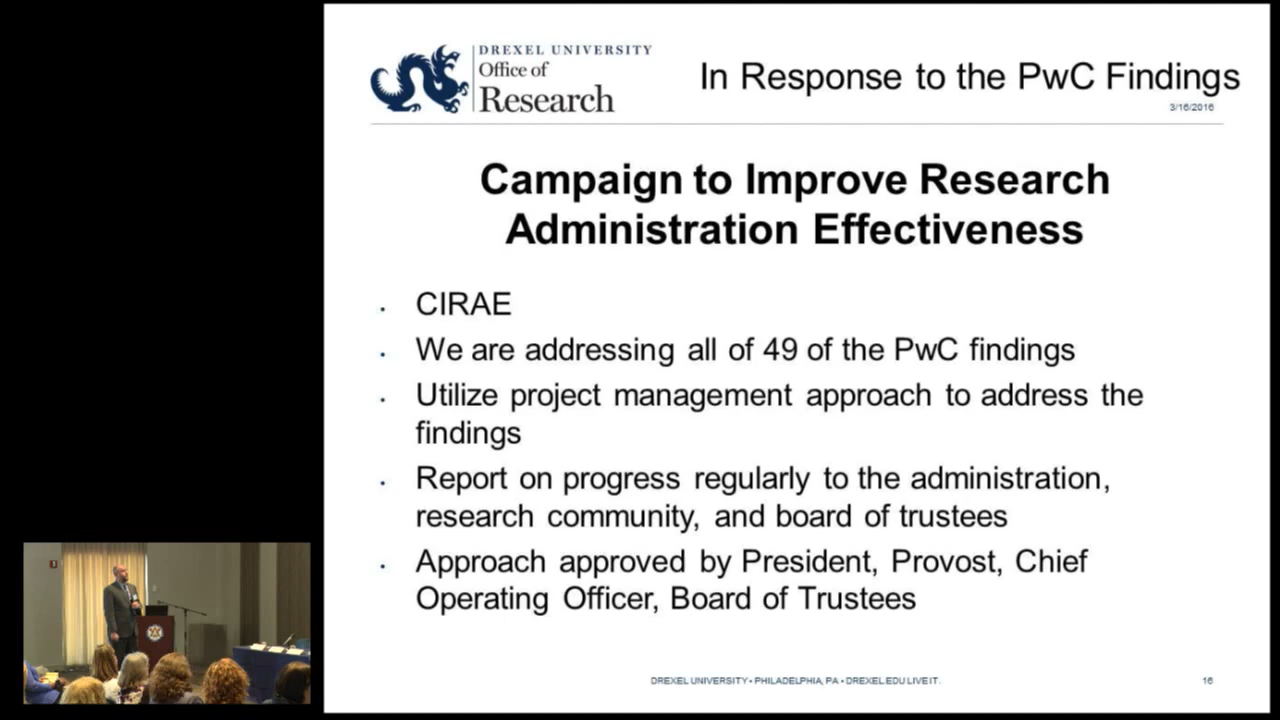 DREXEL UNIVERSITY
Office of
Research
In Response to the PwC Findings
3/16/2016
Campaign to Improve Research
Administration Effectiveness
• CIRAE
• We are addressing all of 49 of the PwC findings
• Utilize project management approach to address the
findings
• Report on progress regularly to the administration,
research community, and board of trustees
• Approach approved by President, Provost, Chief
Operating Officer, Board of Trustees
DREXEL UNIVERSITY • PHILADELPHIA, PA • DREXEL.EDU LIVE IT.
16